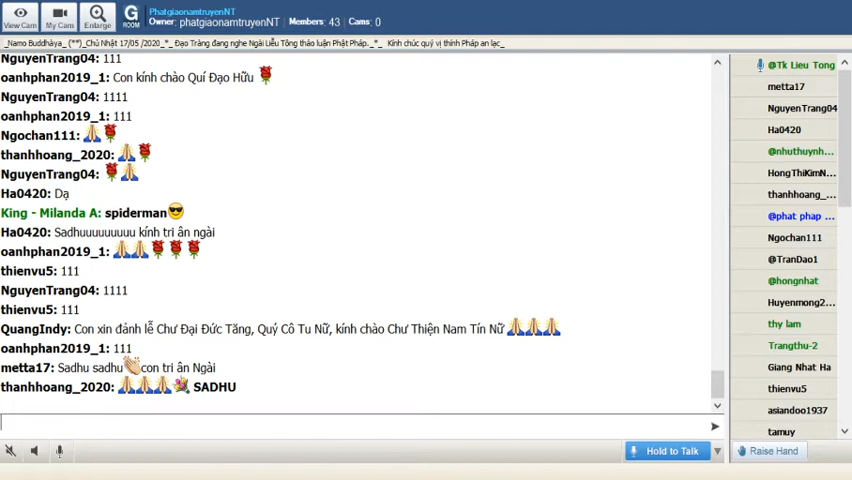 PhatgiaonamtruyenNT
Owner: phatgiaonamtruyenNT Members: 43 Cams: 0
View Cam My Cam Enlarge G ROOM
_Namo Buddhàya_ (**)_Chủ Nhật 17/05 /2020_*_ Đạo Tràng đang nghe Ngài Liễu Tông thảo luận Phật Pháp._*_ Kính chúc quý vị thính Pháp an lạc_
NguyenTrang04: 111
oanhphan2019_1: Con kính chào Quí Đạo Hữu 🌹
NguyenTrang04: 1111
oanhphan2019_1: 111
Ngochan111: 🙏🌹
thanhhoang_2020: 🙏🌹
NguyenTrang04: 🌹🙏
Ha0420: Dạ
King - Milanda A: spiderman😎
Ha0420: Sadhuuuuuuuuu kính tri ân ngài
oanhphan2019_1: 🙏🙏🌹🌹🌹
thienvu5: 111
NguyenTrang04: 1111
thienvu5: 111
QuangIndy: Con xin đảnh lễ Chư Đại Đức Tăng, Quý Cô Tu Nữ, kính chào Chư Thiện Nam Tín Nữ 🙏🙏🙏
oanhphan2019_1: 111
metta17: Sadhu sadhu👏con tri ân Ngài
thanhhoang_2020: 🙏🙏🙏💐 SADHU
@Tk Lieu Tong
metta17
NguyenTrang04
Ha0420
@nhuthuynh...
HongThiKimN...
thanhhoang_...
@phat phap ...
Ngochan111
@TranDao1
@hongnhat
Huyenmong2...
thy lam
Trangthu-2
Giang Nhat Ha
thienvu5
asiandoo1937
tamuy
Hold to Talk
Raise Hand